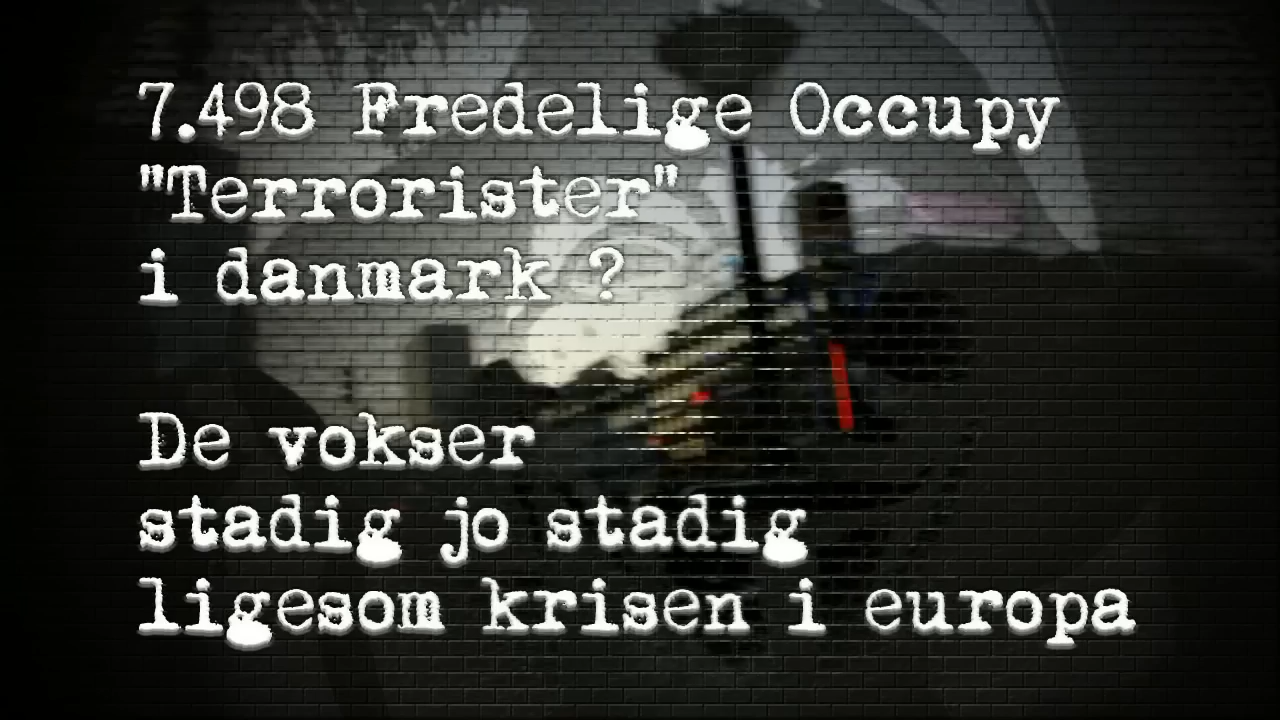 7.498 Fredelige Occupy
"Terrorister"
i danmark ?
De vokser
stadig jo stadig
ligesom krisen i europa